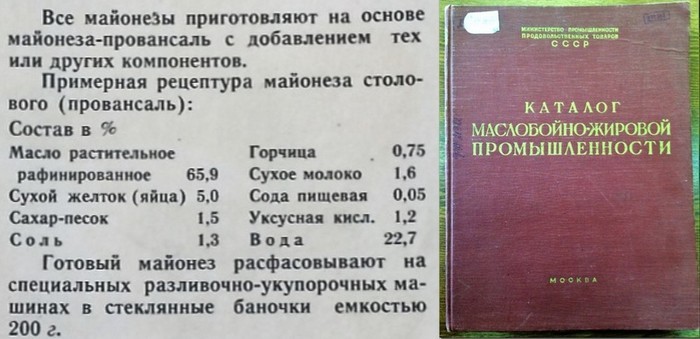 Все майонезы приготовляют на основе
майонеза-провансаль с добавлением тех
или других компонентов.
Примерная рецептура майонеза столо-
вого (провансаль):
Состав в %
Масло растительное
рафинированное 65,9
Сухой желток (яйца) 5,0
Сахар-песок 1,5
Соль 1,3
Горчица 0,75
Сухое молоко 1,6
Сода пищевая 0,05
Уксусная кисл. 1,2
Вода 22,7
Готовый майонез расфасовывают на
специальных разливочно-укупорочных ма-
шинах в стеклянные баночки емкостью
200 г.
МИНИСТЕРСТВО ПРОМЫШЛЕННОСТИ
ПРОДОВОЛЬСТВЕННЫХ ТОВАРОВ
СССР
КАТАЛОГ
МАСЛОБОЙНО-ЖИРОВОЙ
ПРОМЫШЛЕННОСТИ
МОСКВА